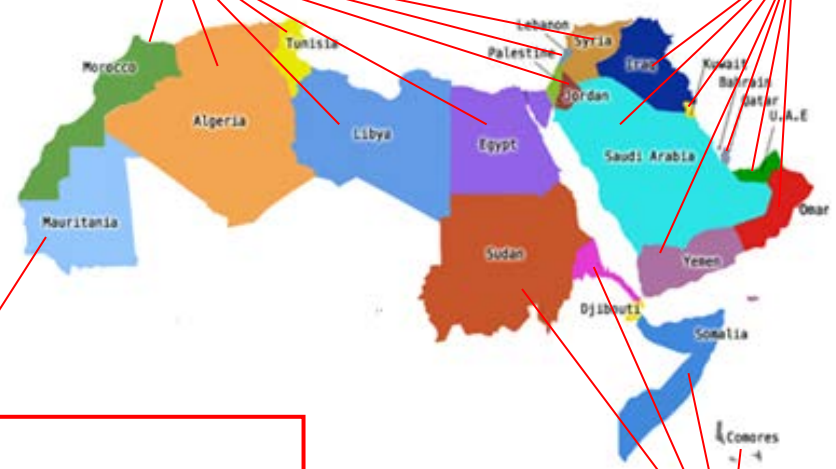 Lebanon
Syria
Tunisia
Palestine
Morocco
Iraq
Kuwait
Bahrain
Jordan
Qatar
U.A.E
Algeria
Libya
Egypt
Saudi Arabia
Mauritania
Oman
Sudan
Yemen
Djibouti
Somalia
Comores